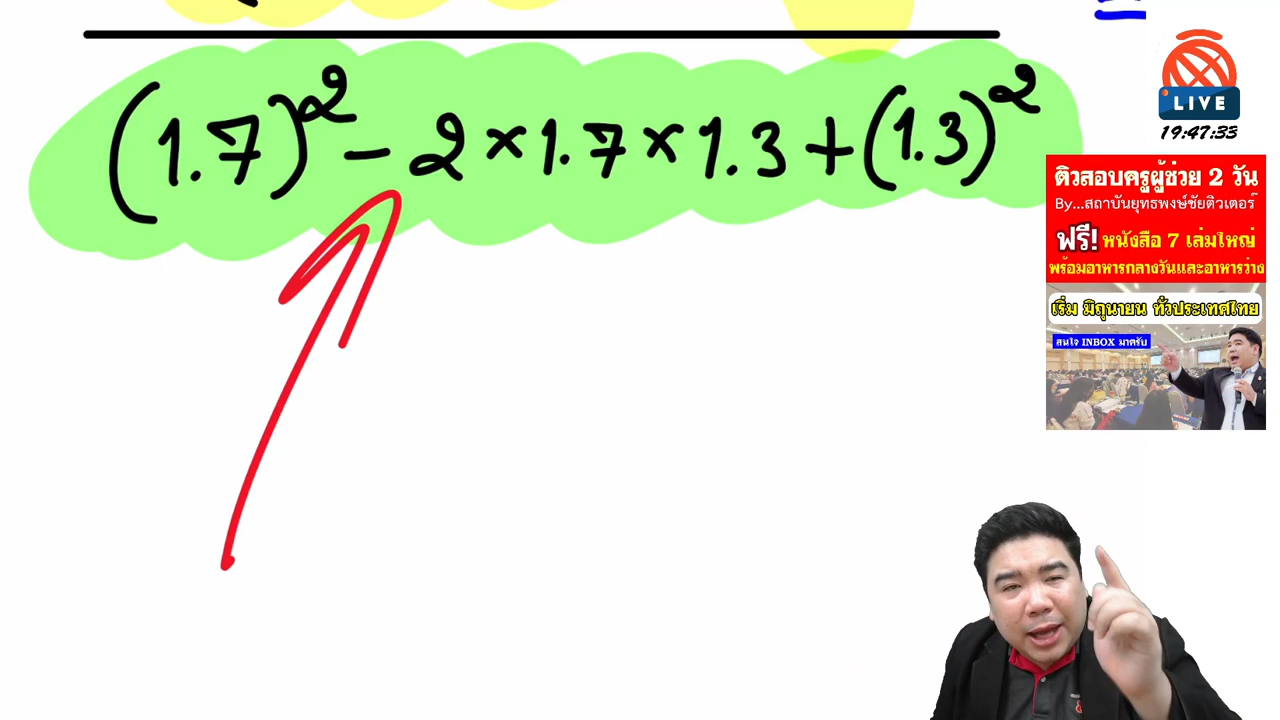 (1.7)² - 2 × 1.7 × 1.3 + (1.3)²
LIVE
19:47:33
ติวสอบครูผู้ช่วย 2 วัน
By...สถาบันยุทธพงษ์ชัยติวเตอร์
ฟรี! หนังสือ 7 เล่มใหญ่
พร้อมอาหารกลางวันและอาหารว่าง
เริ่ม มิถุนายน ทั่วประเทศไทย
สนใจ INBOX มาครับ